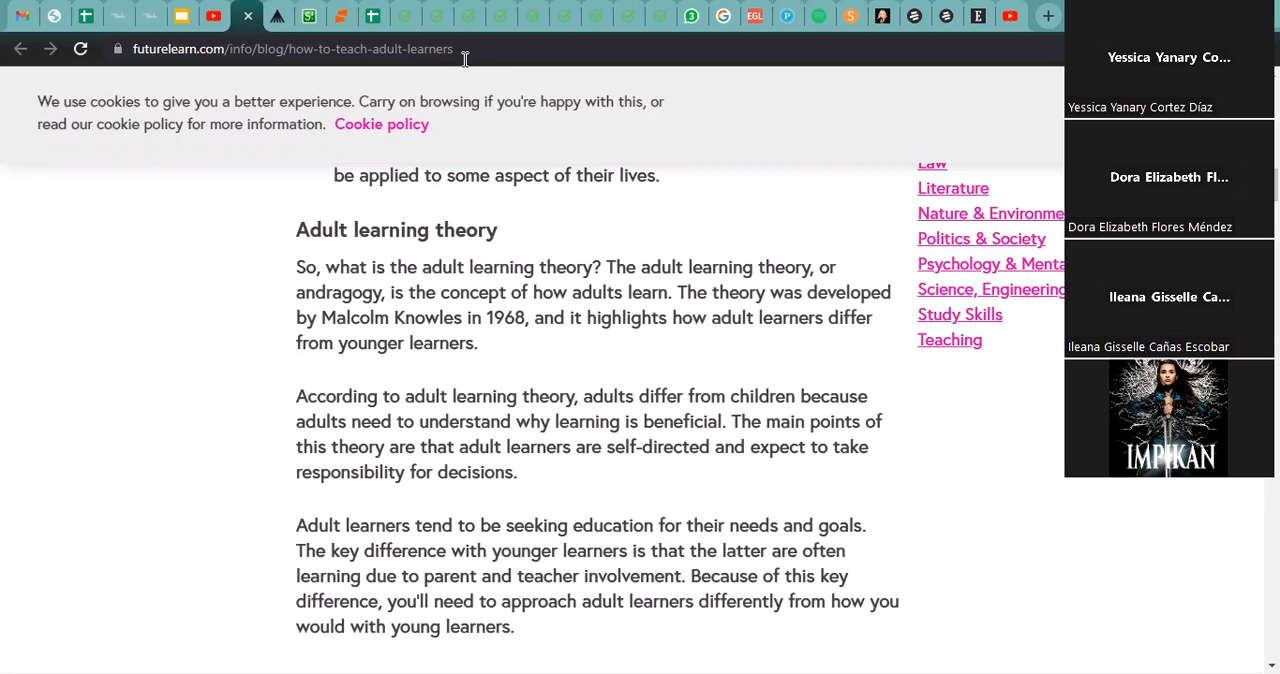 futurelearn.com/info/blog/how-to-teach-adult-learners
We use cookies to give you a better experience. Carry on browsing if you're happy with this, or
read our cookie policy for more information. Cookie policy
be applied to some aspect of their lives.
Adult learning theory
So, what is the adult learning theory? The adult learning theory, or
andragogy, is the concept of how adults learn. The theory was developed
by Malcolm Knowles in 1968, and it highlights how adult learners differ
from younger learners.
According to adult learning theory, adults differ from children because
adults need to understand why learning is beneficial. The main points of
this theory are that adult learners are self-directed and expect to take
responsibility for decisions.
Adult learners tend to be seeking education for their needs and goals.
The key difference with younger learners is that the latter are often
learning due to parent and teacher involvement. Because of this key
difference, you'll need to approach adult learners differently from how you
would with young learners.
Law
Literature
Nature & Environme
Politics & Society
Psychology & Menta
Science, Engineering
Study Skills
Teaching
Yessica Yanary Co...
Yessica Yanary Cortez Díaz
Dora Elizabeth Fl...
Dora Elizabeth Flores Méndez
Ileana Gisselle Ca...
Ileana Gisselle Cañas Escobar
IMPIKAN